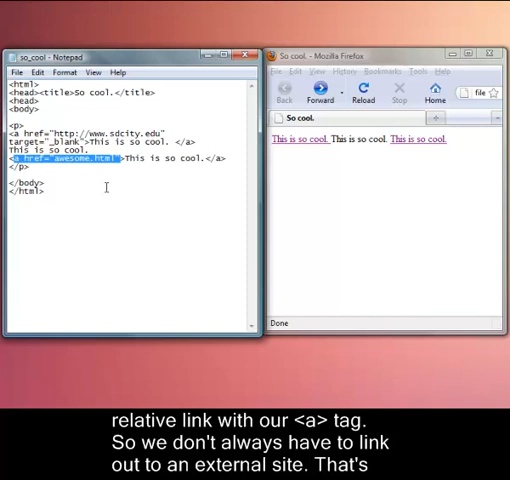 so_cool - Notepad
File Edit Format View Help
<html>
<head><title>So cool.</title>
<head>
<body>
<p>
<a href="http://www.sdcity.edu"
target="_blank">This is so cool. </a>
This is so cool.
<a href="awesome.html">This is so cool.</a>
</p>
</body>
</html>
So cool. - Mozilla Firefox
File Edit View History Bookmarks Tools Help
Back Forward Reload Stop Home
file
So cool.
This is so cool. This is so cool. This is so cool.
Done
relative link with our <a> tag.
So we don't always have to link
out to an external site. That's